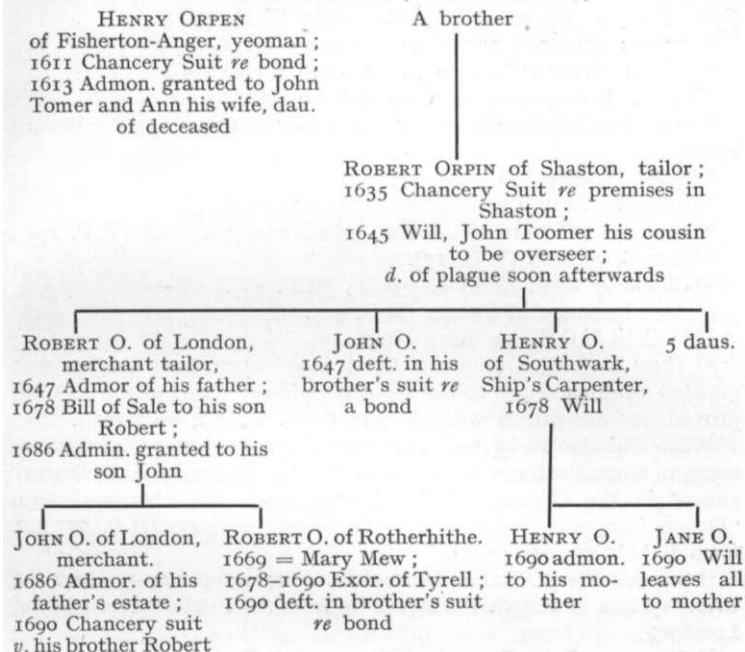 HENRY ORPEN
of Fisherton-Anger, yeoman ;
1611 Chancery Suit re bond ;
1613 Admon. granted to John
Tomer and Ann his wife, dau.
of deceased
A brother
ROBERT ORPIN of Shaston, tailor ;
1635 Chancery Suit re premises in
Shaston ;
1645 Will, John Toomer his cousin
to be overseer ;
d. of plague soon afterwards
ROBERT O. of London,
merchant tailor,
1647 Admor of his father ;
1678 Bill of Sale to his son
Robert ;
1686 Admin. granted to his
son John
JOHN O.
1647 deft. in his
brother's suit re
a bond
HENRY O.
of Southwark,
Ship's Carpenter,
1678 Will
5 daus.
JOHN O. of London,
merchant.
1686 Admor. of his
father's estate ;
1690 Chancery suit
v. his brother Robert
ROBERT O. of Rotherhithe.
1669 = Mary Mew ;
1678–1690 Exor. of Tyrell ;
1690 deft. in brother's suit
re bond
HENRY O.
1690 admon.
to his mo-
ther
JANE O.
1690 Will
leaves all
to mother